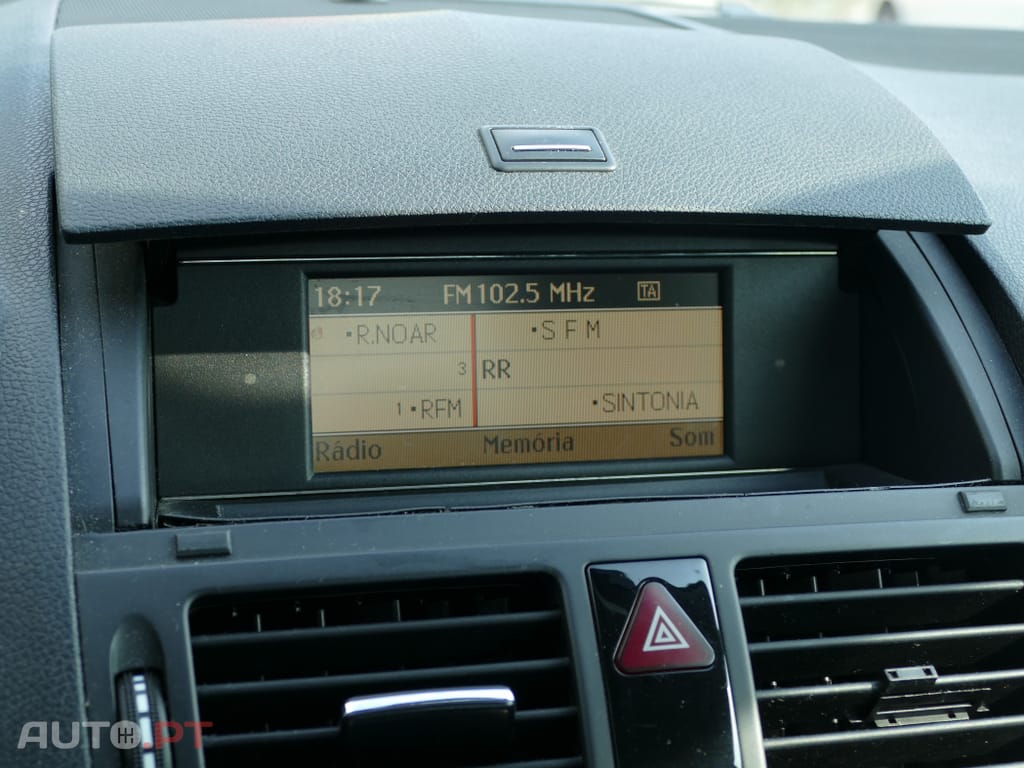 18:17 FM 102.5 MHz TA
•R.NOAR •S F M
3 RR
1 •RFM •SINTONIA
Rádio Memória Som
AUTO.PT